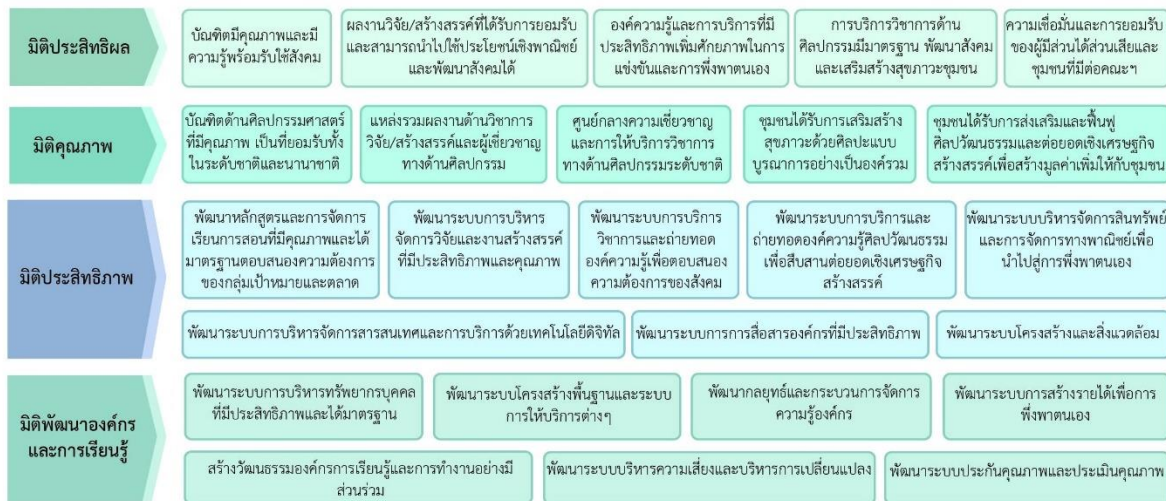 มิติประสิทธิผล
บัณฑิตมีคุณภาพและมี
ความรู้พร้อมรับใช้สังคม
ผลงานวิจัย/สร้างสรรค์ที่ได้รับการยอมรับ
และสามารถนำไปใช้ประโยชน์เชิงพาณิชย์
และพัฒนาสังคมได้
องค์ความรู้และการบริการที่มี
ประสิทธิภาพเพิ่มศักยภาพในการ
แข่งขันและการพึ่งพาตนเอง
การบริการวิชาการด้าน
ศิลปกรรมมีมาตรฐาน พัฒนาสังคม
และเสริมสร้างสุขภาวะชุมชน
ความเชื่อมั่นและการยอมรับ
ของผู้มีส่วนได้ส่วนเสียและ
ชุมชนที่มีต่อคณะฯ
มิติคุณภาพ
บัณฑิตด้านศิลปกรรมศาสตร์
ที่มีคุณภาพ เป็นที่ยอมรับทั้ง
ในระดับชาติและนานาชาติ
แหล่งรวมผลงานด้านวิชาการ
วิจัย/สร้างสรรค์และผู้เชี่ยวชาญ
ทางด้านศิลปกรรม
ศูนย์กลางความเชี่ยวชาญ
และการให้บริการวิชาการ
ทางด้านศิลปกรรมระดับชาติ
ชุมชนได้รับการเสริมสร้าง
สุขภาวะด้วยศิลปะแบบ
บูรณาการอย่างเป็นองค์รวม
ชุมชนได้รับการส่งเสริมและฟื้นฟู
ศิลปวัฒนธรรมและต่อยอดเชิงเศรษฐกิจ
สร้างสรรค์เพื่อสร้างมูลค่าเพิ่มให้กับชุมชน
มิติประสิทธิภาพ
พัฒนาหลักสูตรและการจัดการ
เรียนการสอนที่มีคุณภาพและได้
มาตรฐานตอบสนองความต้องการ
ของกลุ่มเป้าหมายและตลาด
พัฒนาระบบการบริหาร
จัดการวิจัยและงานสร้างสรรค์
ที่มีประสิทธิภาพและคุณภาพ
พัฒนาระบบการบริการ
วิชาการและถ่ายทอด
องค์ความรู้เพื่อตอบสนอง
ความต้องการของสังคม
พัฒนาระบบการบริการและ
ถ่ายทอดองค์ความรู้ศิลปวัฒนธรรม
เพื่อสืบสานต่อยอดเชิงเศรษฐกิจ
สร้างสรรค์
พัฒนาระบบบริหารจัดการสินทรัพย์
และการจัดการทางพาณิชย์เพื่อ
นำไปสู่การพึ่งพาตนเอง
พัฒนาระบบการบริหารจัดการสารสนเทศและการบริการด้วยเทคโนโลยีดิจิทัล
พัฒนาระบบการการสื่อสารองค์กรที่มีประสิทธิภาพ
พัฒนาระบบโครงสร้างและสิ่งแวดล้อม
มิติพัฒนาองค์กร
และการเรียนรู้
พัฒนาระบบการบริหารทรัพยากรบุคคล
ที่มีประสิทธิภาพและได้มาตรฐาน
พัฒนาระบบโครงสร้างพื้นฐานและระบบ
การให้บริการต่างๆ
พัฒนากลยุทธ์และกระบวนการจัดการ
ความรู้องค์กร
พัฒนาระบบการสร้างรายได้เพื่อการ
พึ่งพาตนเอง
สร้างวัฒนธรรมองค์กรการเรียนรู้และการทำงานอย่างมี
ส่วนร่วม
พัฒนาระบบบริหารความเสี่ยงและบริหารการเปลี่ยนแปลง
พัฒนาระบบประกันคุณภาพและประเมินคุณภาพ